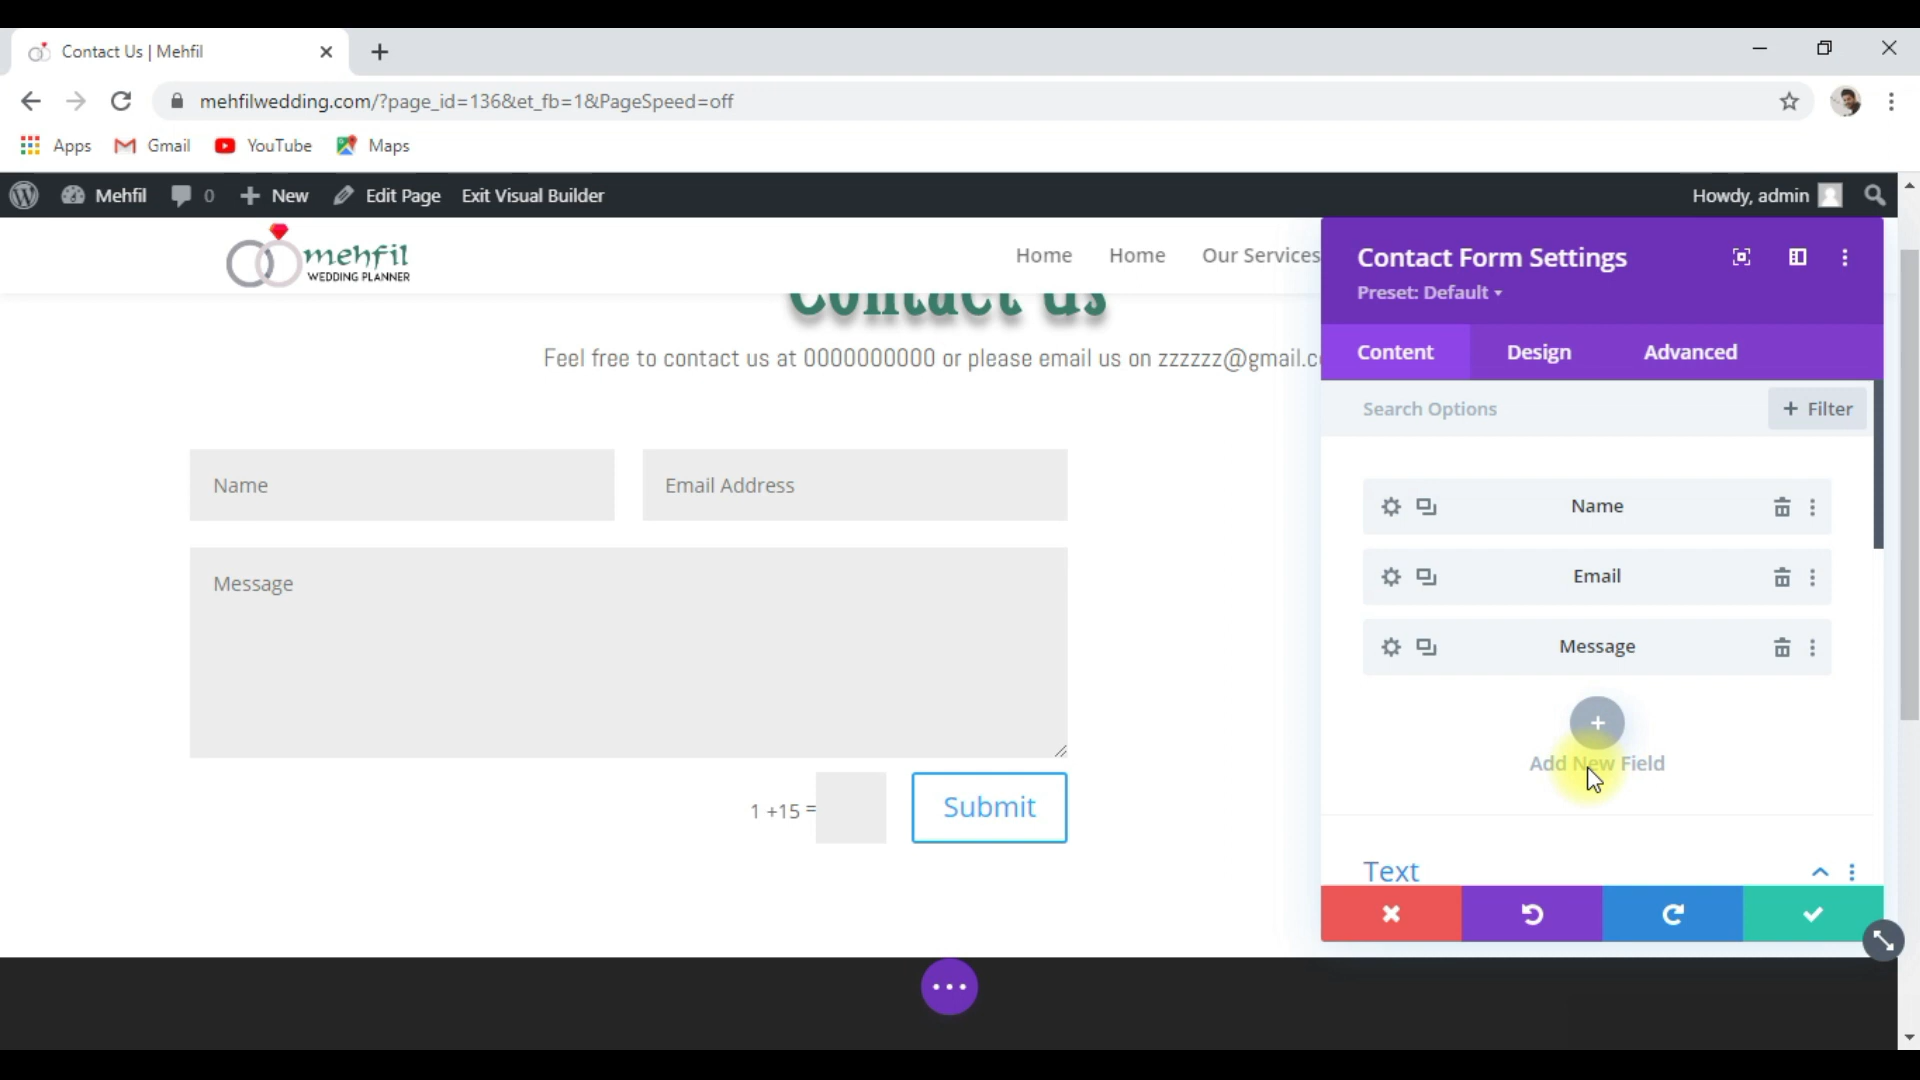 Contact Us | Mehfil
mehfilwedding.com/?page_id=136&et_fb=1&PageSpeed=off
Apps Gmail YouTube Maps
Mehfil 0 New Edit Page Exit Visual Builder Howdy, admin
mehfil
WEDDING PLANNER
Home Home Our Services
Contact us
Feel free to contact us at 0000000000 or please email us on zzzzzz@gmail.c
Name Email Address
Message
1 +15 = Submit
Contact Form Settings
Preset: Default
Content Design Advanced
Search Options + Filter
Name
Email
Message
+
Add New Field
Text